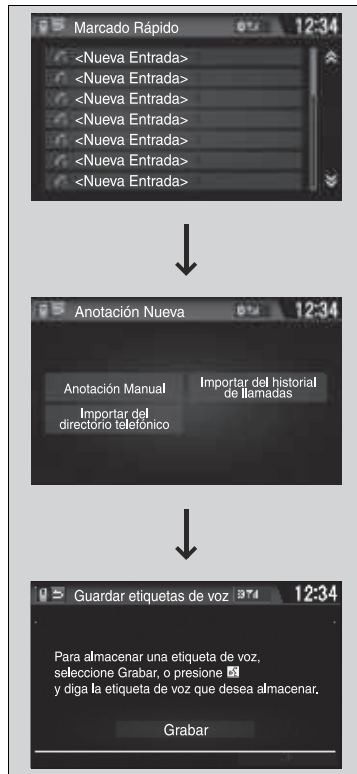 Marcado Rápido 12:34
<Nueva Entrada>
<Nueva Entrada>
<Nueva Entrada>
<Nueva Entrada>
<Nueva Entrada>
<Nueva Entrada>
<Nueva Entrada>
Anotación Nueva 12:34
Anotación Manual
Importar del historial
de llamadas
Importar del
directorio telefónico
Guardar etiquetas de voz 12:34
Para almacenar una etiqueta de voz,
seleccione Grabar, o presione
y diga la etiqueta de voz que desea almacenar.
Grabar